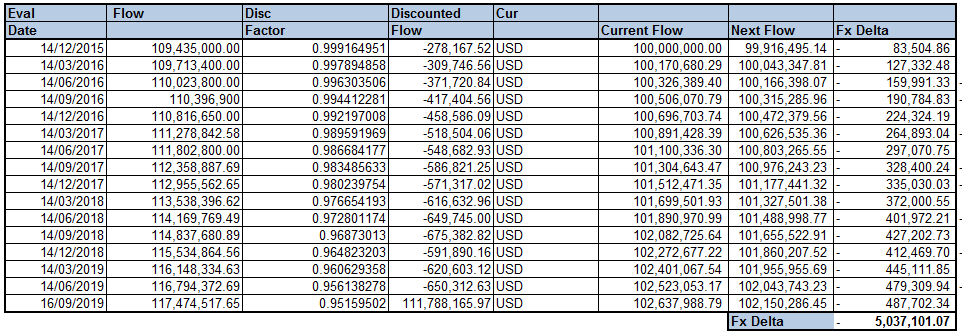 Eval Flow Disc Discounted Cur
Date Factor Flow Current Flow Next Flow Fx Delta
14/12/2015 109,435,000.00 0.999164951 -278,167.52 USD 100,000,000.00 99,916,495.14 - 83,504.86
14/03/2016 109,713,400.00 0.997894858 -309,746.56 USD 100,170,680.29 100,043,347.81 - 127,332.48
14/06/2016 110,023,800.00 0.996303506 -371,720.84 USD 100,326,389.40 100,166,398.07 - 159,991.33 -
14/09/2016 110,396,900 0.994412281 -417,404.56 USD 100,506,070.79 100,315,285.96 - 190,784.83 -
14/12/2016 110,816,650.00 0.992197008 -458,586.09 USD 100,696,703.74 100,472,379.56 - 224,324.19
14/03/2017 111,278,842.58 0.989591969 -518,504.06 USD 100,891,428.39 100,626,535.36 - 264,893.04 -
14/06/2017 111,802,800.00 0.986684177 -548,682.93 USD 101,100,336.30 100,803,265.55 - 297,070.75
14/09/2017 112,358,887.69 0.983485633 -586,821.25 USD 101,304,643.47 100,976,243.23 - 328,400.24 -
14/12/2017 112,955,562.65 0.980239754 -571,317.02 USD 101,512,471.35 101,177,441.32 - 335,030.03 -
14/03/2018 113,538,396.62 0.976654193 -616,632.96 USD 101,699,501.93 101,327,501.38 - 372,000.55
14/06/2018 114,169,769.49 0.972801174 -649,745.00 USD 101,890,970.99 101,488,998.77 - 401,972.21 -
14/09/2018 114,837,680.89 0.96873013 -675,382.82 USD 102,082,725.64 101,655,522.91 - 427,202.73
14/12/2018 115,534,864.56 0.964823203 -591,890.16 USD 102,272,677.22 101,860,207.52 - 412,469.70 -
14/03/2019 116,148,334.63 0.960629358 -620,603.12 USD 102,401,067.54 101,955,955.69 - 445,111.85
14/06/2019 116,794,372.69 0.956138278 -650,312.63 USD 102,523,053.17 102,043,743.23 - 479,309.94 -
16/09/2019 117,474,517.65 0.95159502 111,788,165.97 USD 102,637,988.79 102,150,286.45 - 487,702.34
Fx Delta - 5,037,101.07